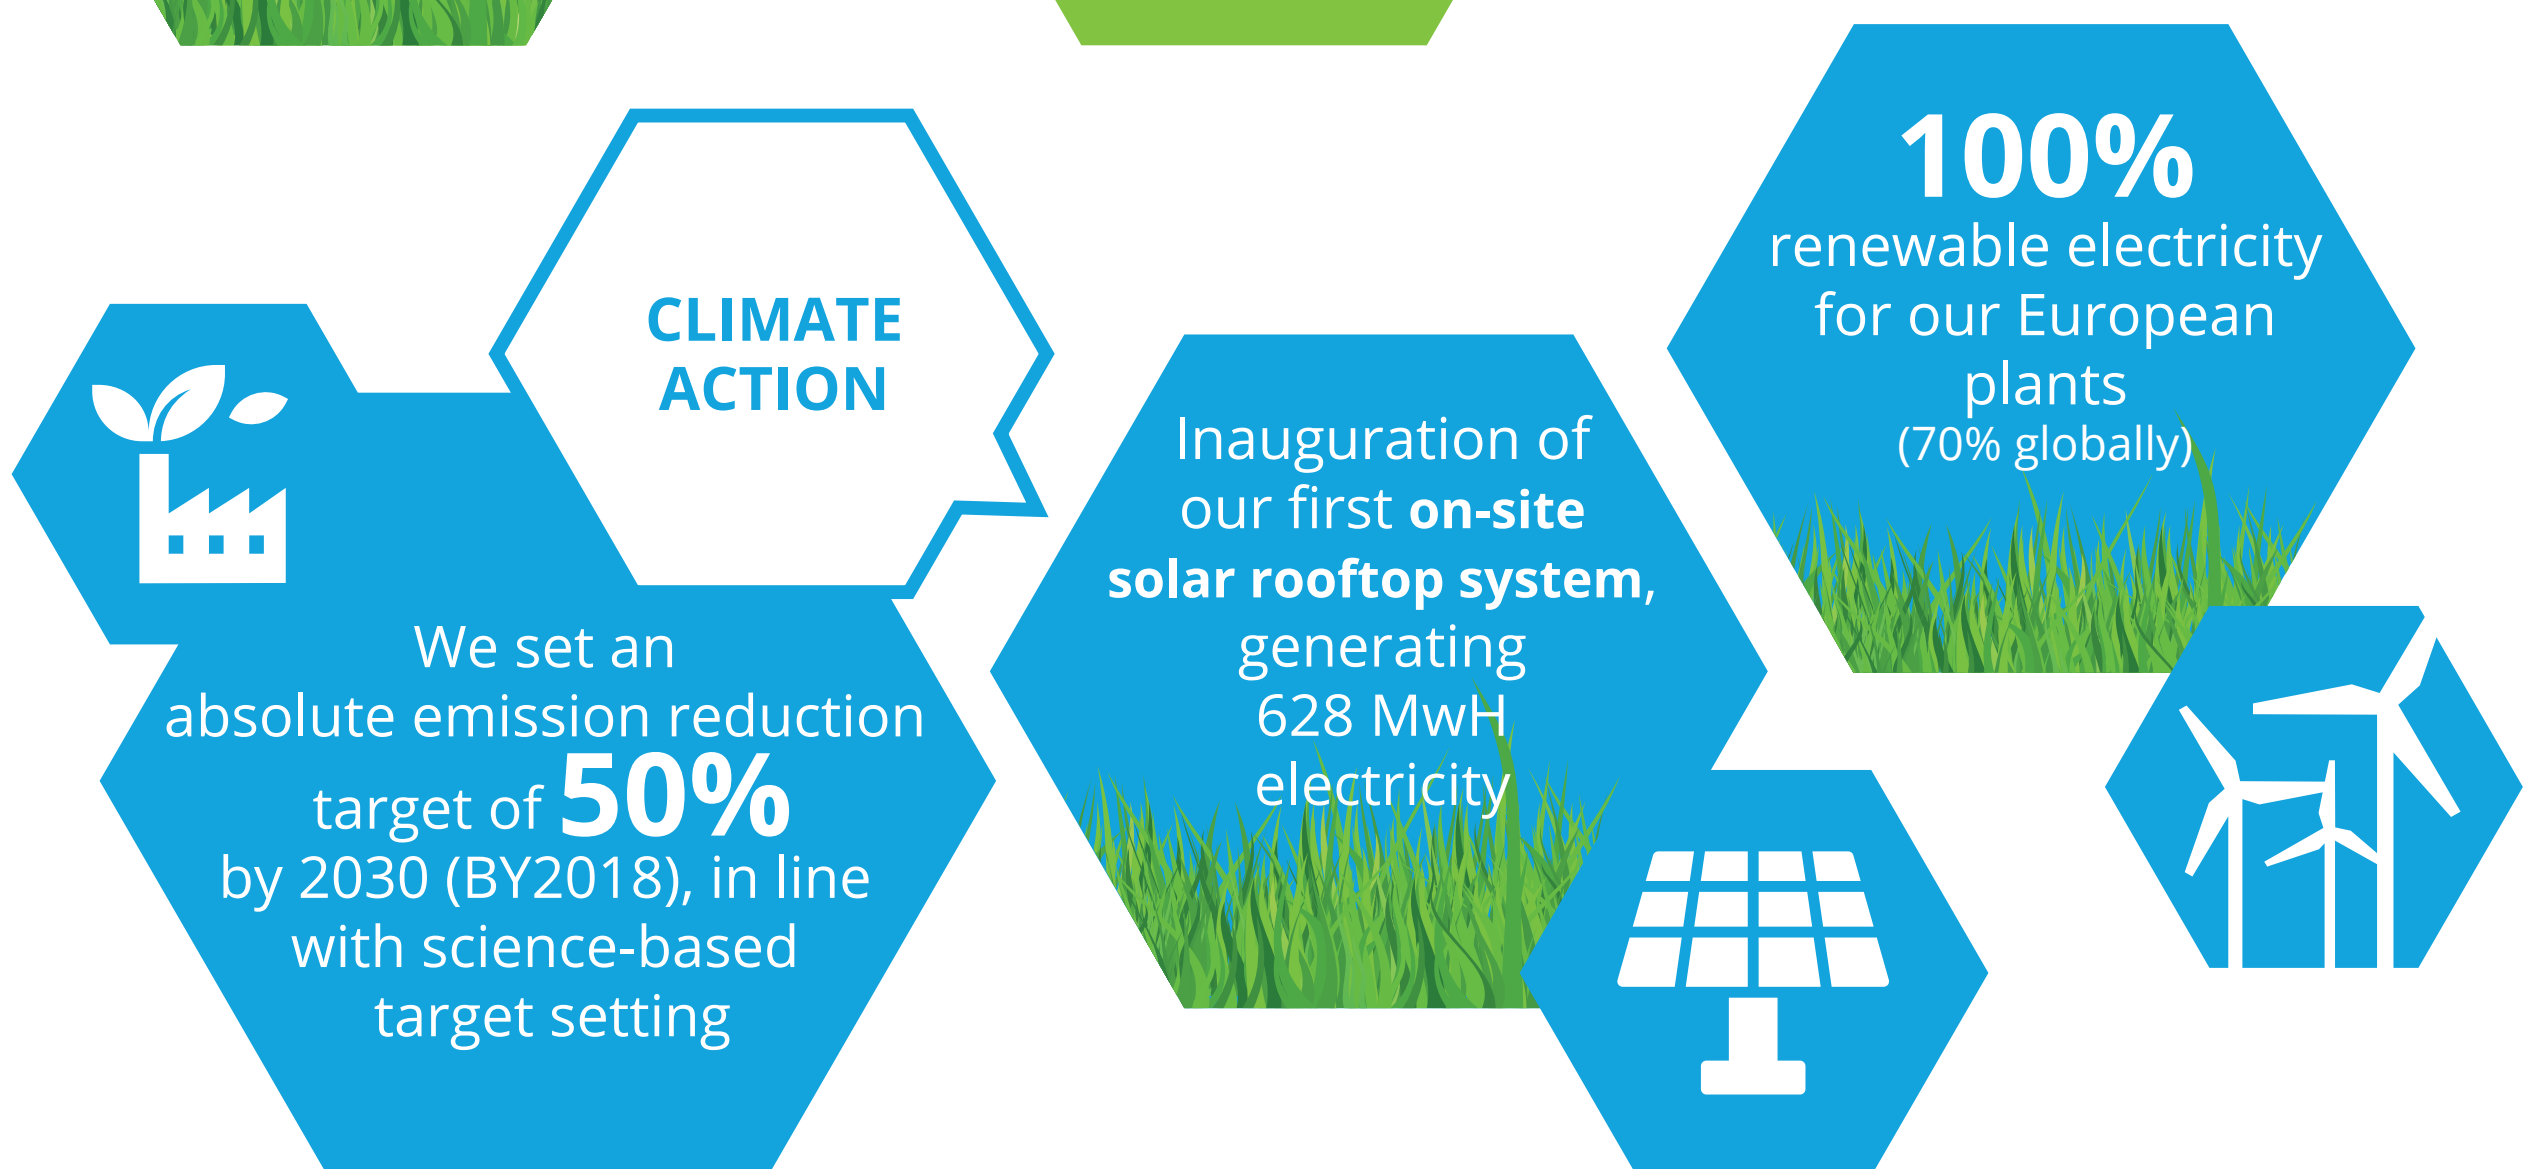 CLIMATE
ACTION
We set an
absolute emission reduction
target of 50%
by 2030 (BY2018), in line
with science-based
target setting
Inauguration of
our first on-site
solar rooftop system,
generating
628 MwH
electricity
100%
renewable electricity
for our European
plants
(70% globally)